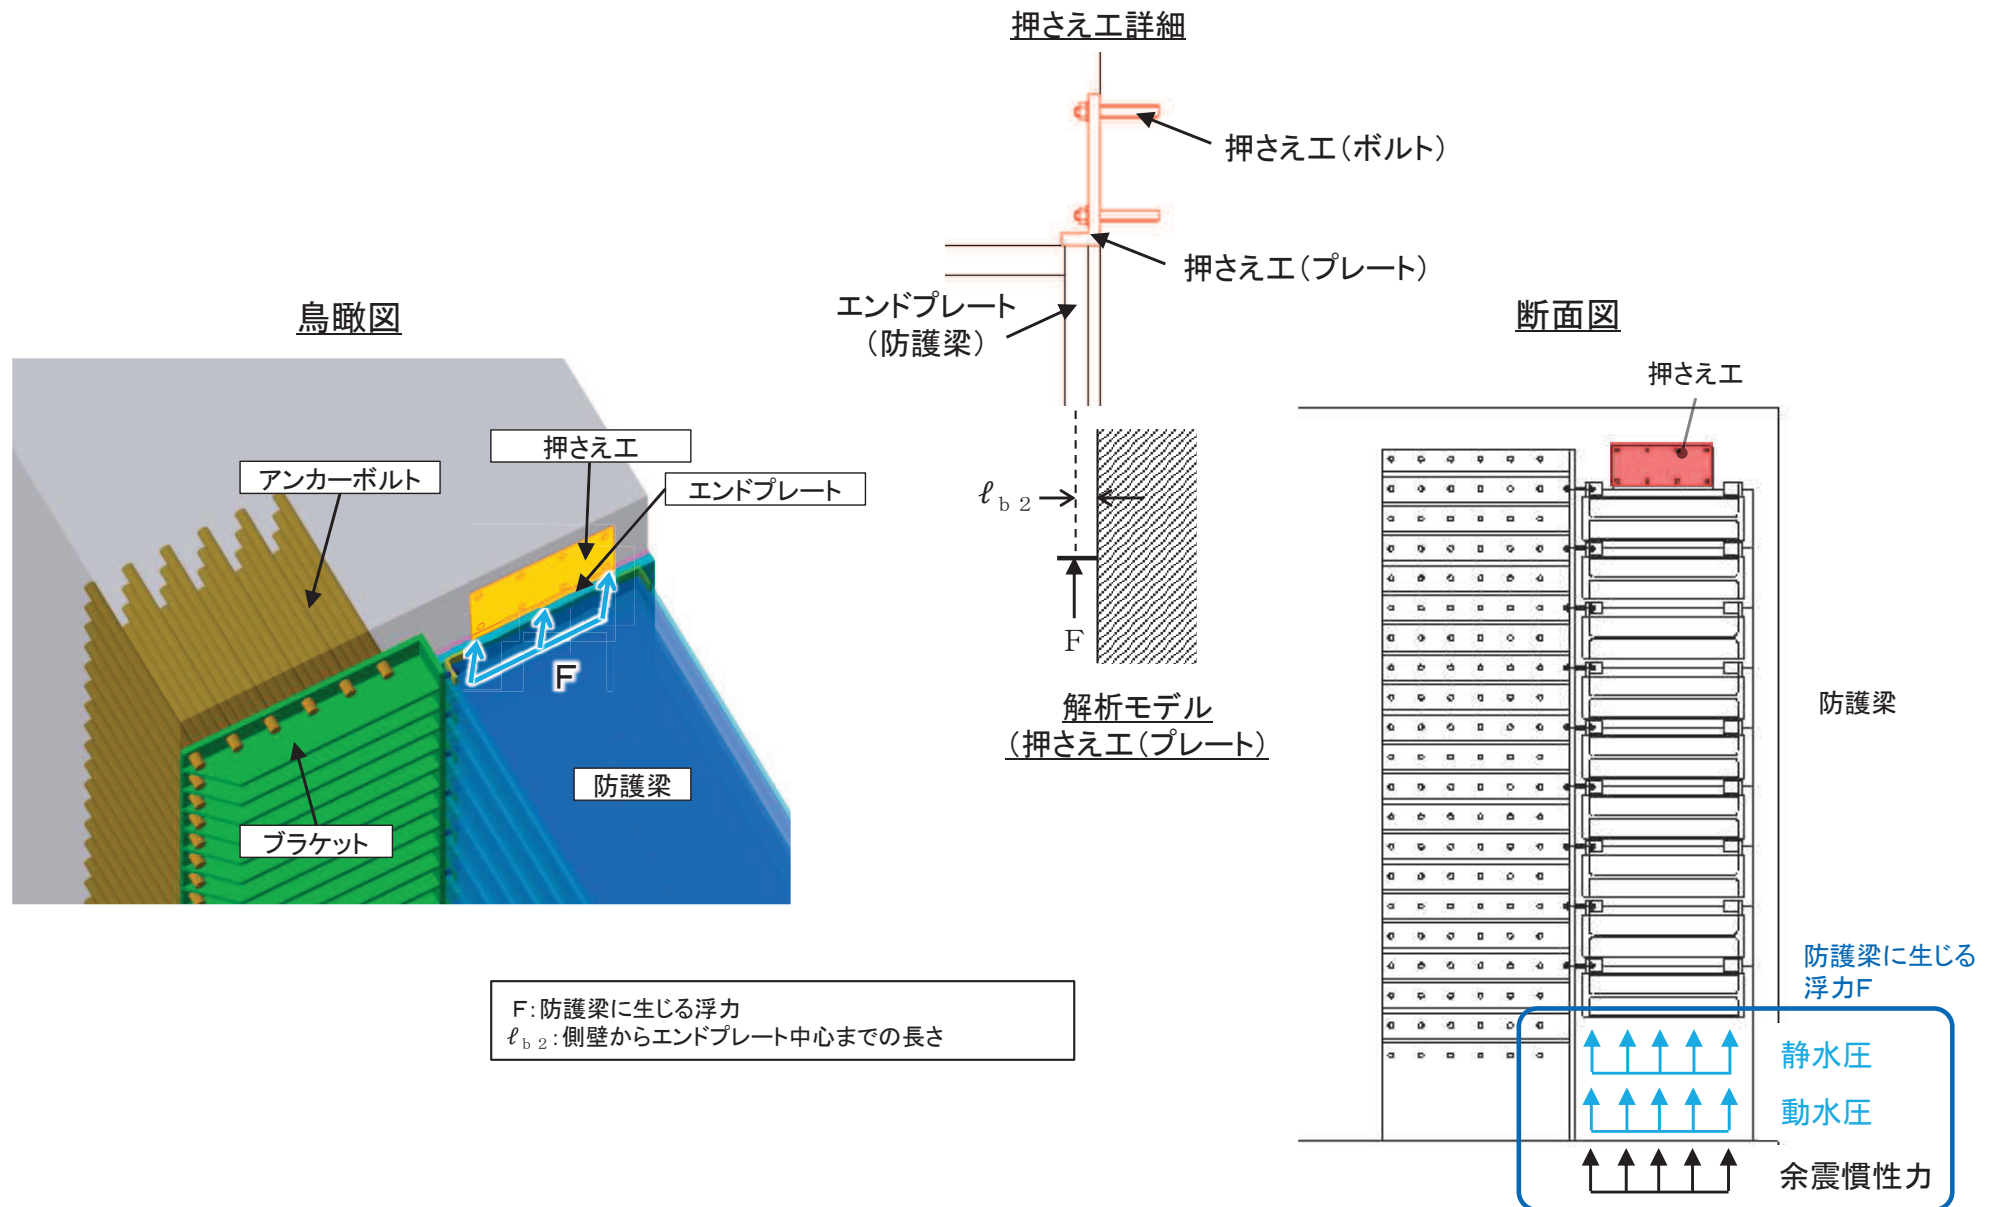 押さえ工詳細
押さえ工(ボルト)
押さえ工(プレート)
エンドプレート
(防護梁)
鳥瞰図
押さえ工
アンカーボルト
エンドプレート
F
防護梁
ブラケット
ℓb2
F
解析モデル
(押さえ工(プレート)
断面図
押さえ工
防護梁
防護梁に生じる
浮力F
静水圧
動水圧
余震慣性力
F:防護梁に生じる浮力
ℓb2:側壁からエンドプレート中心までの長さ